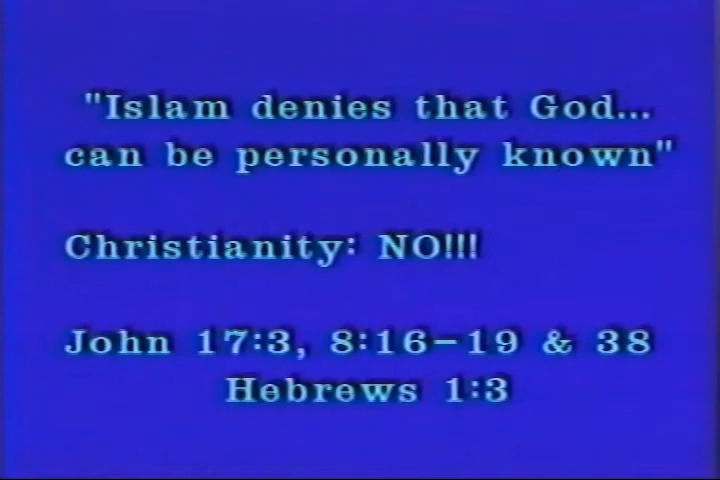 "Islam denies that God...
can be personally known"
Christianity: NO!!!
John 17:3, 8:16-19 & 38
Hebrews 1:3